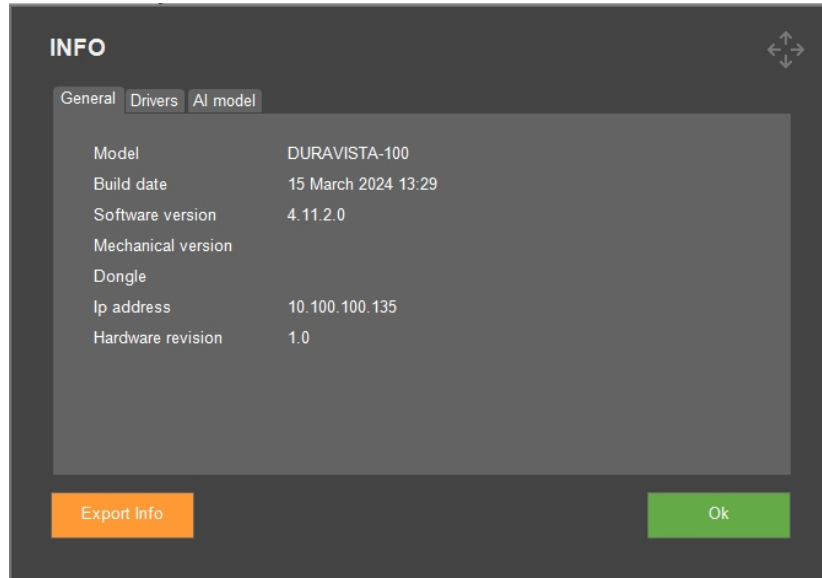 INFO
General Drivers AI model
Model DURAVISTA-100
Build date 15 March 2024 13:29
Software version 4.11.2.0
Mechanical version
Dongle
Ip address 10.100.100.135
Hardware revision 1.0
Export Info Ok